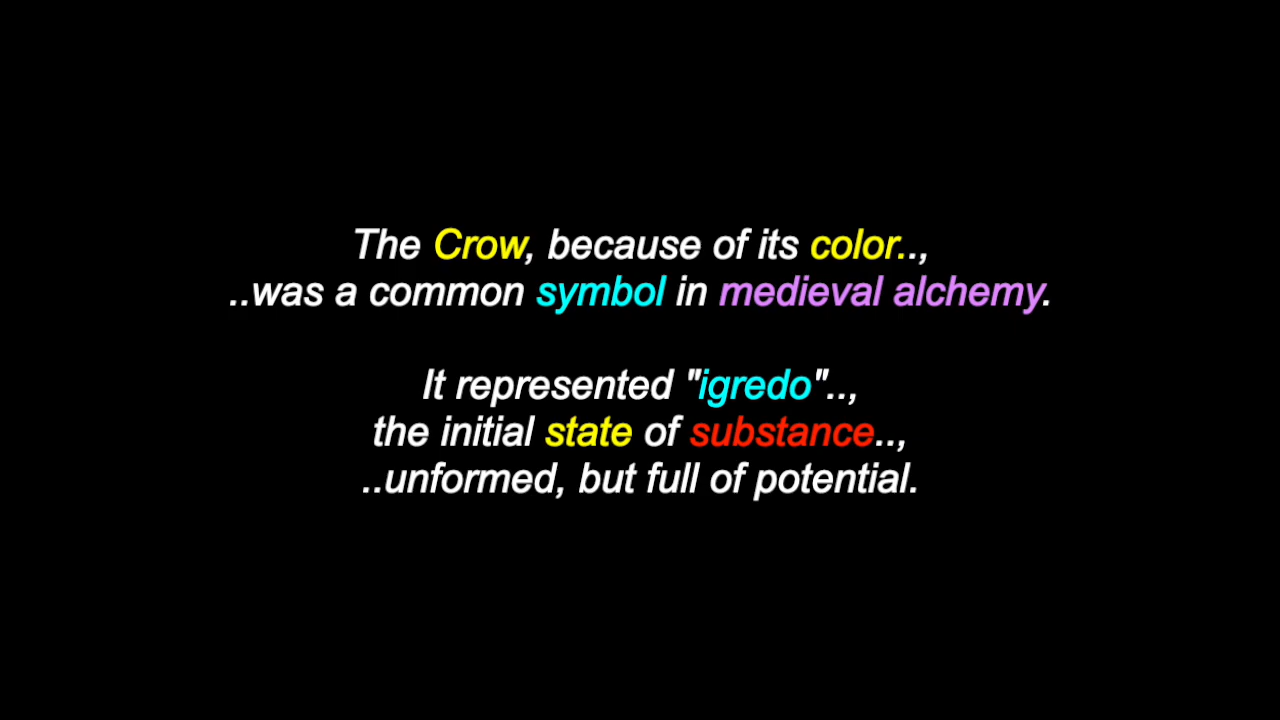 The Crow, because of its color..,
..was a common symbol in medieval alchemy.
It represented "igredo"..,
the initial state of substance..,
..unformed, but full of potential.